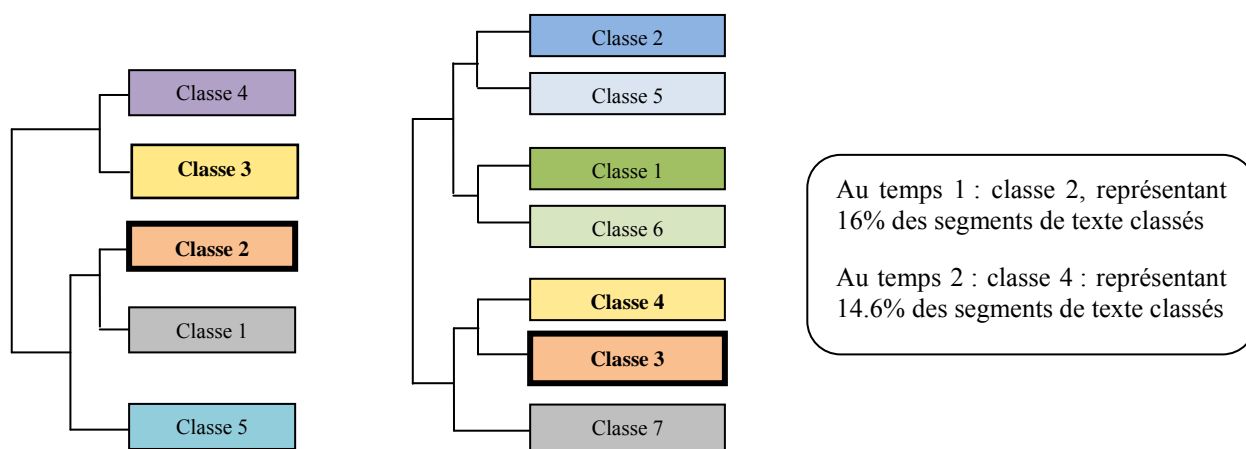 Classe 4
Classe 3
Classe 2
Classe 1
Classe 5
Classe 2
Classe 5
Classe 1
Classe 6
Classe 4
Classe 3
Classe 7
Au temps 1 : classe 2, représentant
16% des segments de texte classés
Au temps 2 : classe 4 : représentant
14.6% des segments de texte classés